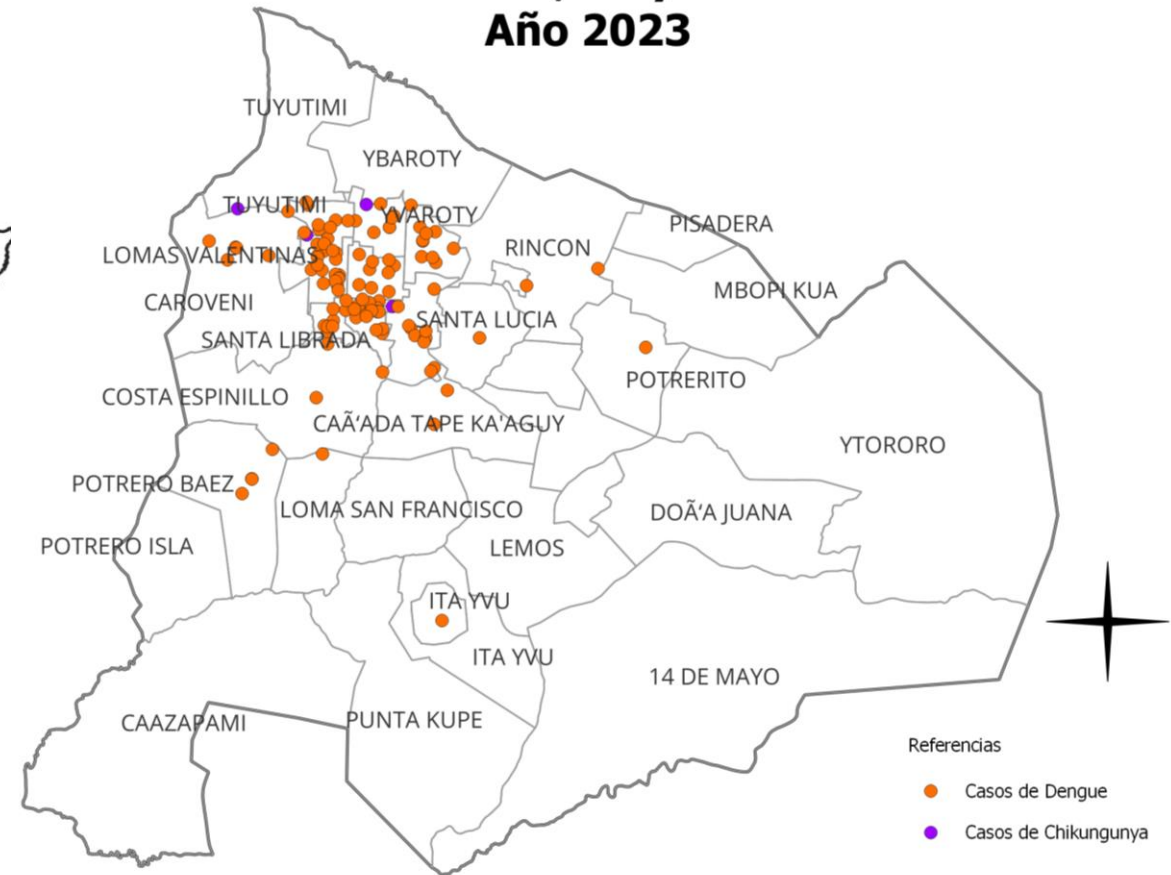 Año 2023
TUYUTIMI
YBAROTY
TUYUTIMI
YVAROTY
PISADERA
RINCON
LOMAS VALENTINAS
MBOPI KUA
CAROVENI
SANTA LUCIA
SANTA LIBRADA
POTRERITO
COSTA ESPINILLO
CAÃ‘ADA TAPE KA'AGUY
YTORORO
POTRERO BAEZ
LOMA SAN FRANCISCO
DOÃ‘A JUANA
POTRERO ISLA
LEMOS
ITA YVU
ITA YVU
14 DE MAYO
CAAZAPAMI
PUNTA KUPE
Referencias
Casos de Dengue
Casos de Chikungunya